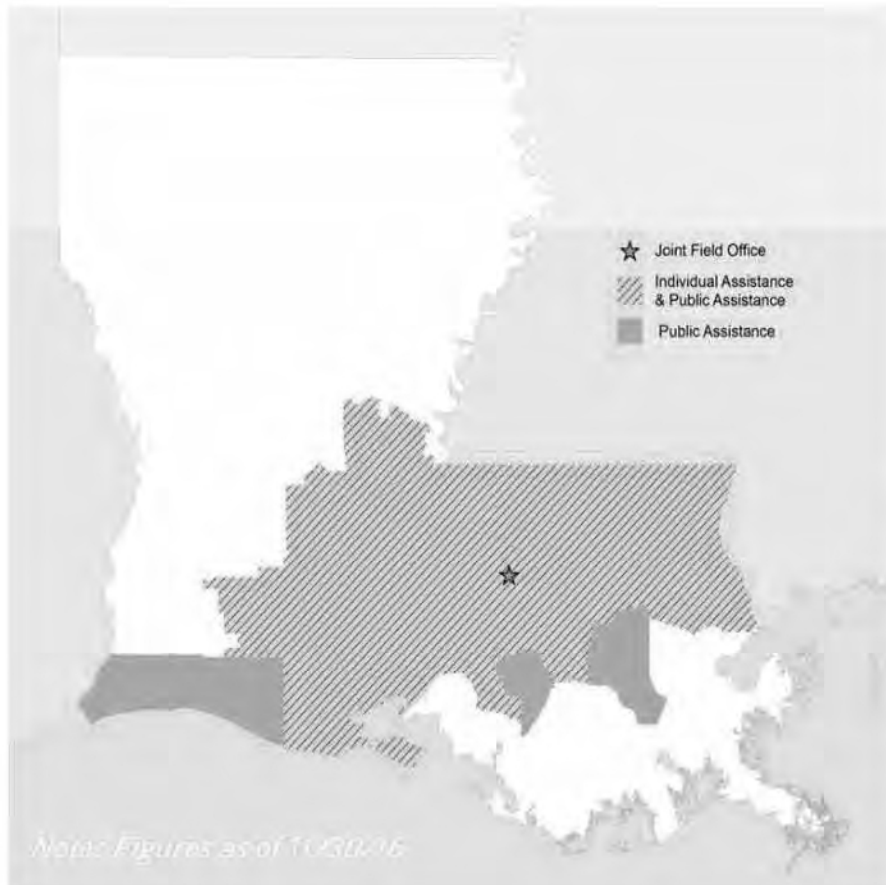 Joint Field Office
Individual Assistance
& Public Assistance
Public Assistance
Note: Figures as of